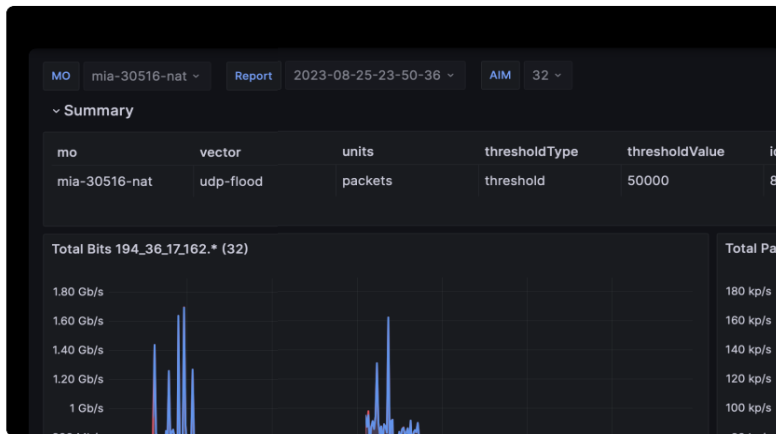 MO mia-30516-nat Report 2023-08-25-23-50-36 AIM 32
Summary
mo vector units thresholdType thresholdValue
mia-30516-nat udp-flood packets threshold 50000 8
Total Bits 194_36_17_162.* (32)
1.80 Gb/s
1.60 Gb/s
1.40 Gb/s
1.20 Gb/s
1 Gb/s
Total Pa
180 kp/s
160 kp/s
140 kp/s
120 kp/s
100 kp/s